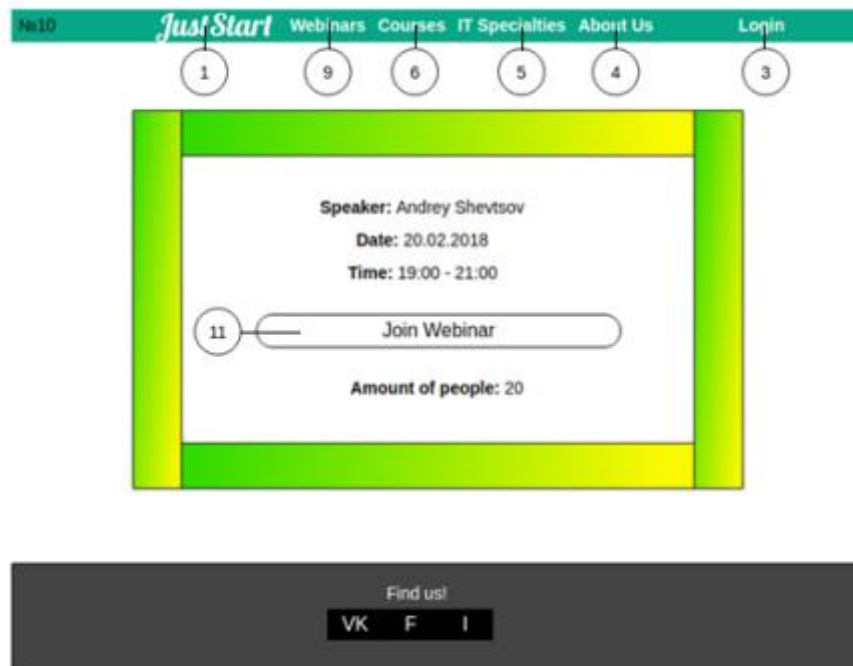 №10 JustStart Webinars Courses IT Specialties About Us Login
1 9 6 5 4 3
Speaker: Andrey Shevtsov
Date: 20.02.2018
Time: 19:00 - 21:00
11 Join Webinar
Amount of people: 20
Find us!
VK F I